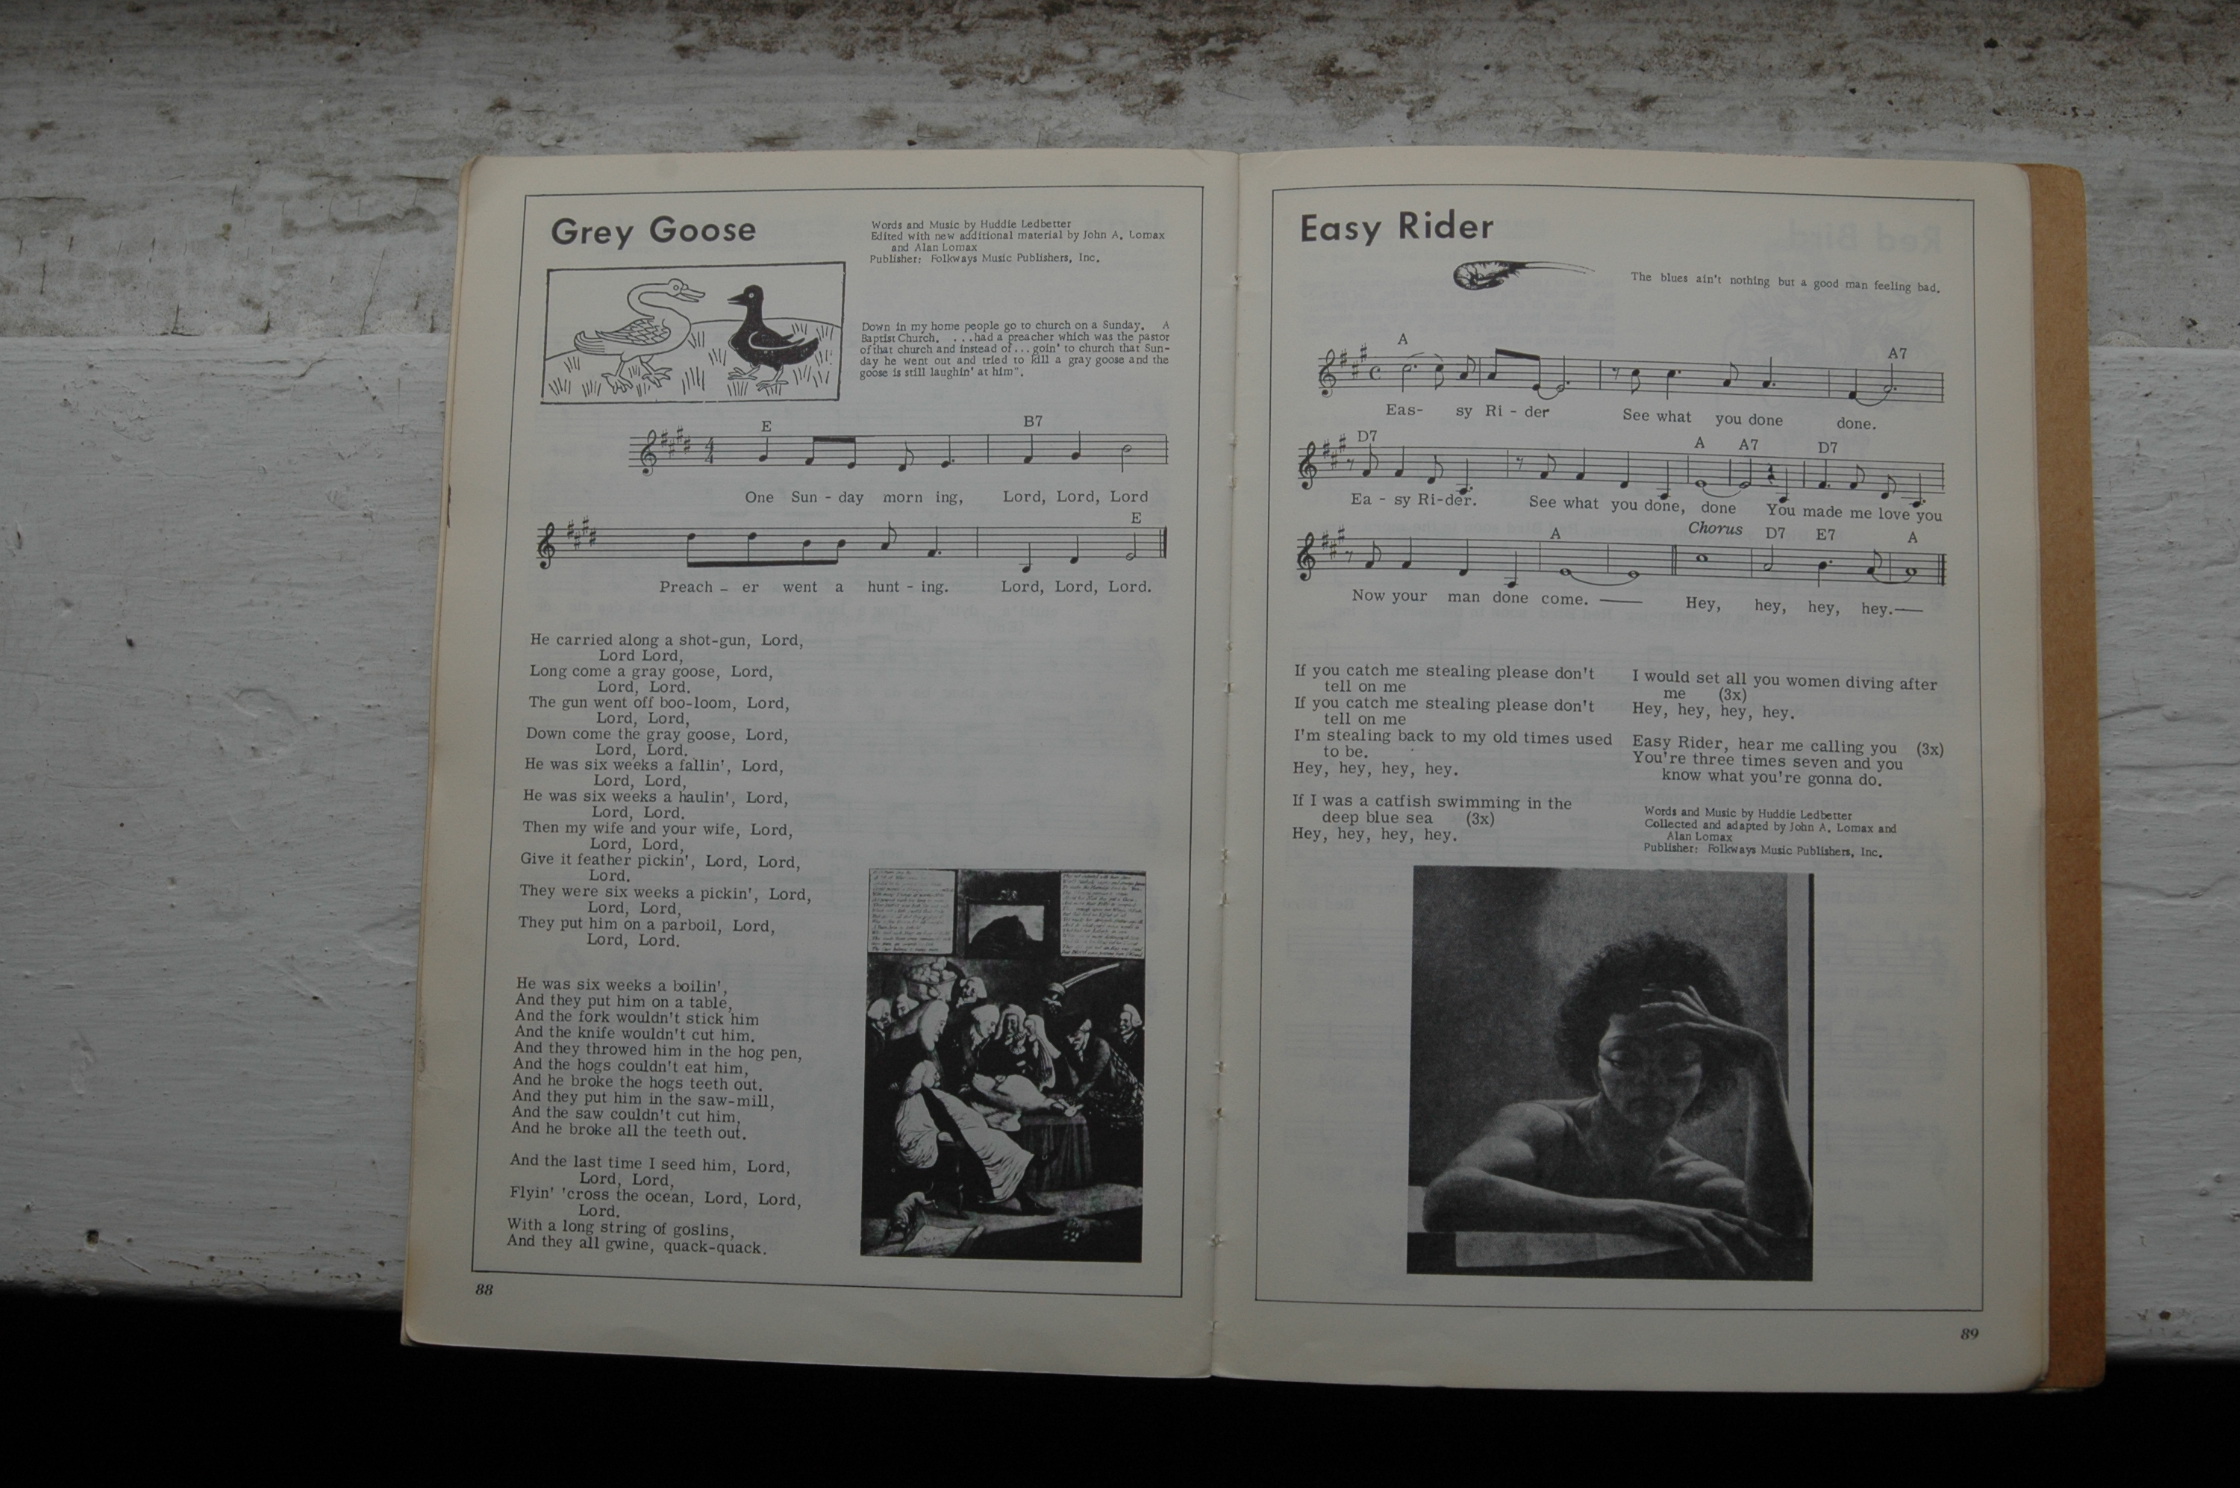 Grey Goose
Words and Music by Huddie Ledbetter
Edited with new additional material by John A. Lomax
and Alan Lomax
Publisher: Folkways Music Publishers, Inc.
Down in my home people go to church on a Sunday. A
Baptist Church. ...had a preacher which was the pastor
of that church and instead of...goin' to church that Sun-
day he went out and tried to kill a gray goose and the
goose is still laughin' at him".
E B7
4
4
One Sun - day morn ing, Lord, Lord, Lord
E
Preach - er went a hunt - ing. Lord, Lord, Lord.
He carried along a shot-gun, Lord,
Lord Lord,
Long come a gray goose, Lord,
Lord, Lord.
The gun went off boo-loom, Lord,
Lord, Lord,
Down come the gray goose, Lord,
Lord, Lord.
He was six weeks a fallin', Lord,
Lord, Lord,
He was six weeks a haulin', Lord,
Lord, Lord.
Then my wife and your wife, Lord,
Lord, Lord,
Give it feather pickin', Lord, Lord,
Lord.
They were six weeks a pickin', Lord,
Lord, Lord,
They put him on a parboil, Lord,
Lord, Lord.
He was six weeks a boilin',
And they put him on a table,
And the fork wouldn't stick him
And the knife wouldn't cut him.
And they throwed him in the hog pen,
And the hogs couldn't eat him,
And he broke the hogs teeth out.
And they put him in the saw-mill,
And the saw couldn't cut him,
And he broke all the teeth out.
And the last time I seed him, Lord,
Lord, Lord,
Flyin' 'cross the ocean, Lord, Lord,
Lord.
With a long string of goslins,
And they all gwine, quack-quack.
88
Easy Rider
The blues ain't nothing but a good man feeling bad.
A A7
Eas- sy Ri - der See what you done done.
D7 A A7 D7
Ea - sy Ri-der. See what you done, done You made me love you
A Chorus D7 E7 A
Now your man done come. Hey, hey, hey, hey.
If you catch me stealing please don't
tell on me
If you catch me stealing please don't
tell on me
I'm stealing back to my old times used
to be.
Hey, hey, hey, hey.
If I was a catfish swimming in the
deep blue sea (3x)
Hey, hey, hey, hey.
I would set all you women diving after
me (3x)
Hey, hey, hey, hey.
Easy Rider, hear me calling you (3x)
You're three times seven and you
know what you're gonna do.
Words and Music by Huddie Ledbetter
Collected and adapted by John A. Lomax and
Alan Lomax
Publisher: Folkways Music Publishers, Inc.
89